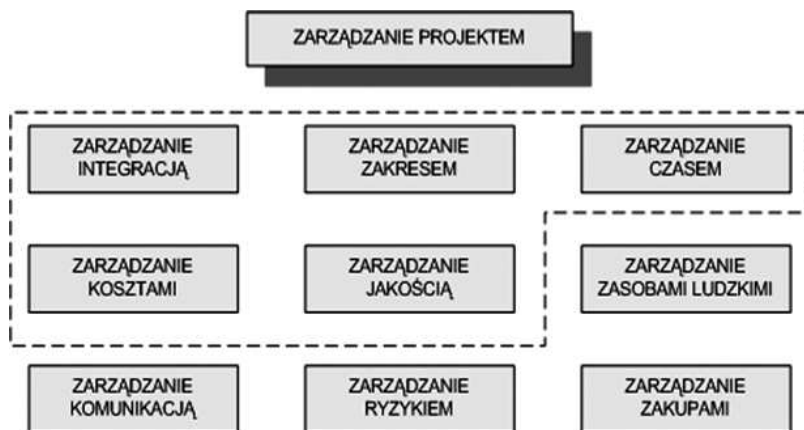 ZARZĄDZANIE PROJEKTEM
ZARZĄDZANIE
INTEGRACJĄ
ZARZĄDZANIE
ZAKRESEM
ZARZĄDZANIE
CZASEM
ZARZĄDZANIE
KOSZTAMI
ZARZĄDZANIE
JAKOŚCIĄ
ZARZĄDZANIE
ZASOBAMI LUDZKIMI
ZARZĄDZANIE
KOMUNIKACJĄ
ZARZĄDZANIE
RYZYKIEM
ZARZĄDZANIE
ZAKUPAMI